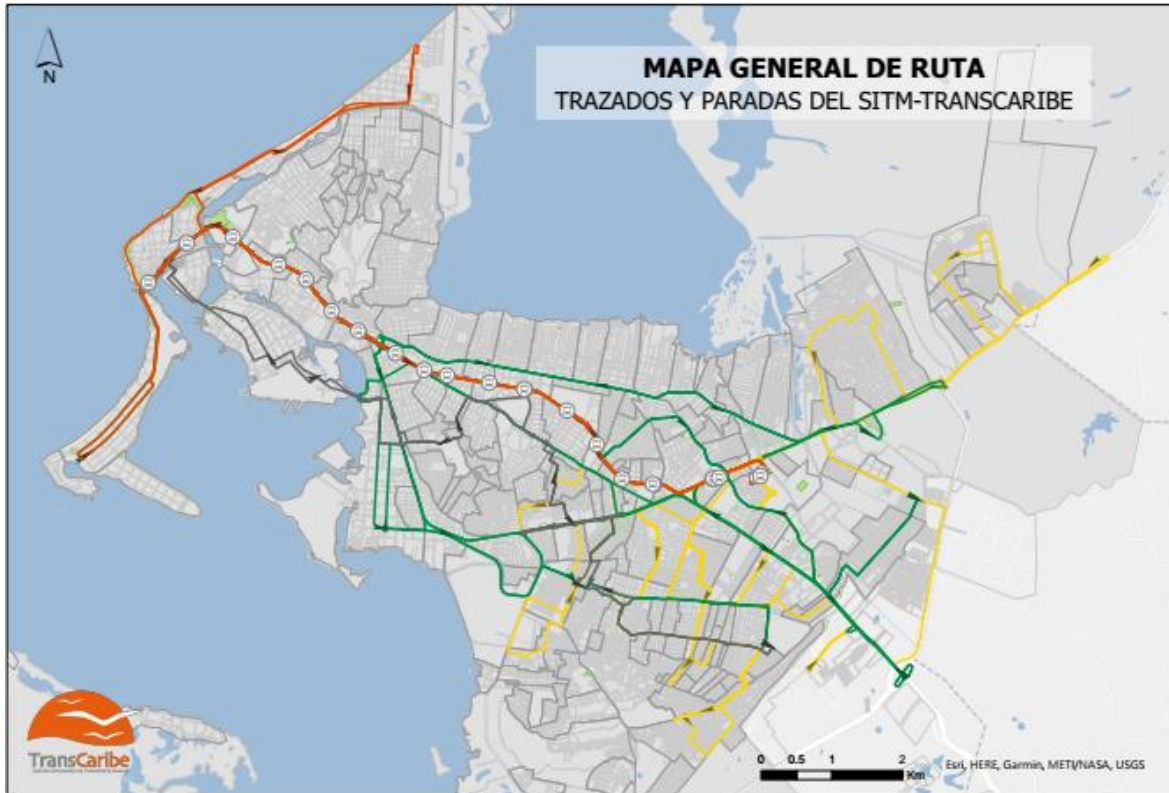 N
MAPA GENERAL DE RUTA
TRAZADOS Y PARADAS DEL SITM-TRANSCARIBE
TransCaribe
0 0.5 1 2
Km
Esri, HERE, Garmin, METI/NASA, USGS